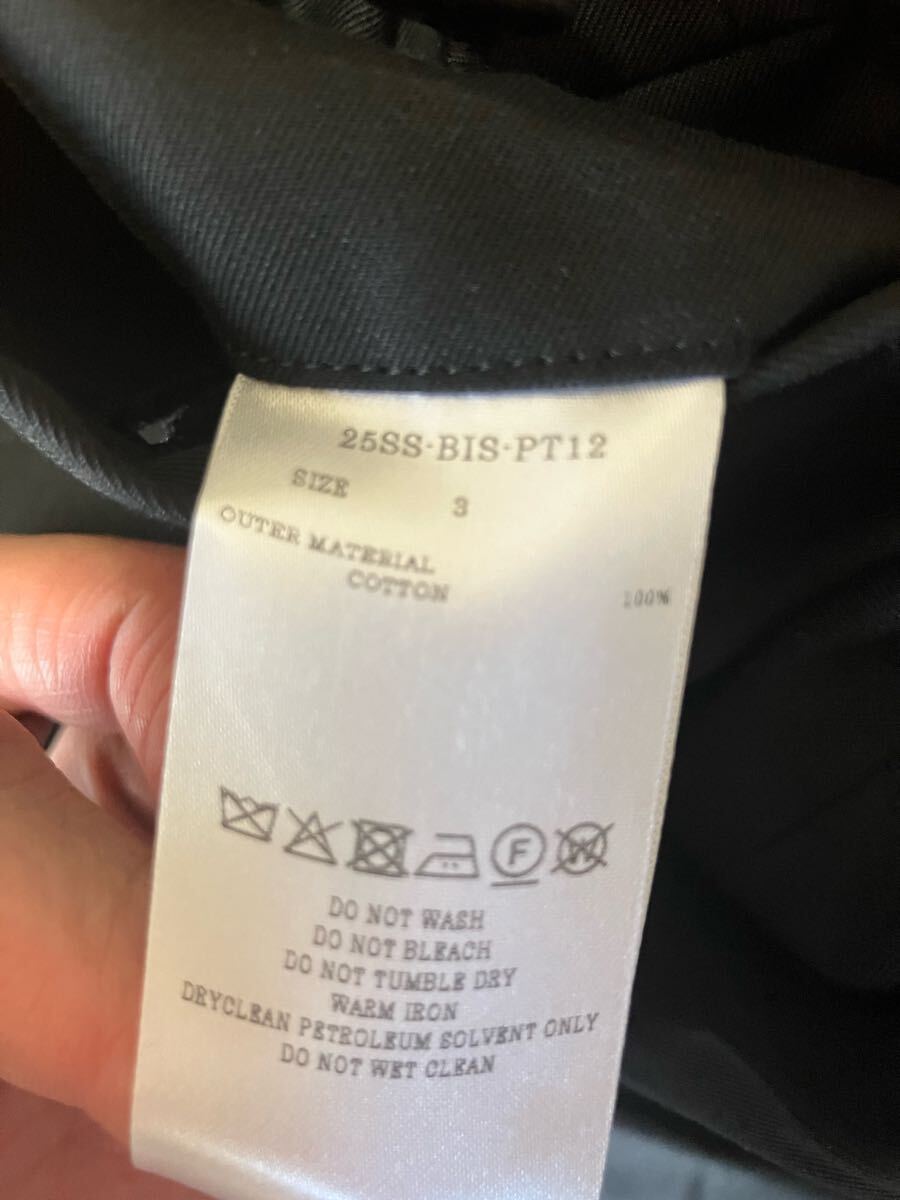 25SS-BIS-PT12
SIZE 3
OUTER MATERIAL
COTTON 100%
F W
DO NOT WASH
DO NOT BLEACH
DO NOT TUMBLE DRY
WARM IRON
DRYCLEAN PETROLEUM SOLVENT ONLY
DO NOT WET CLEAN